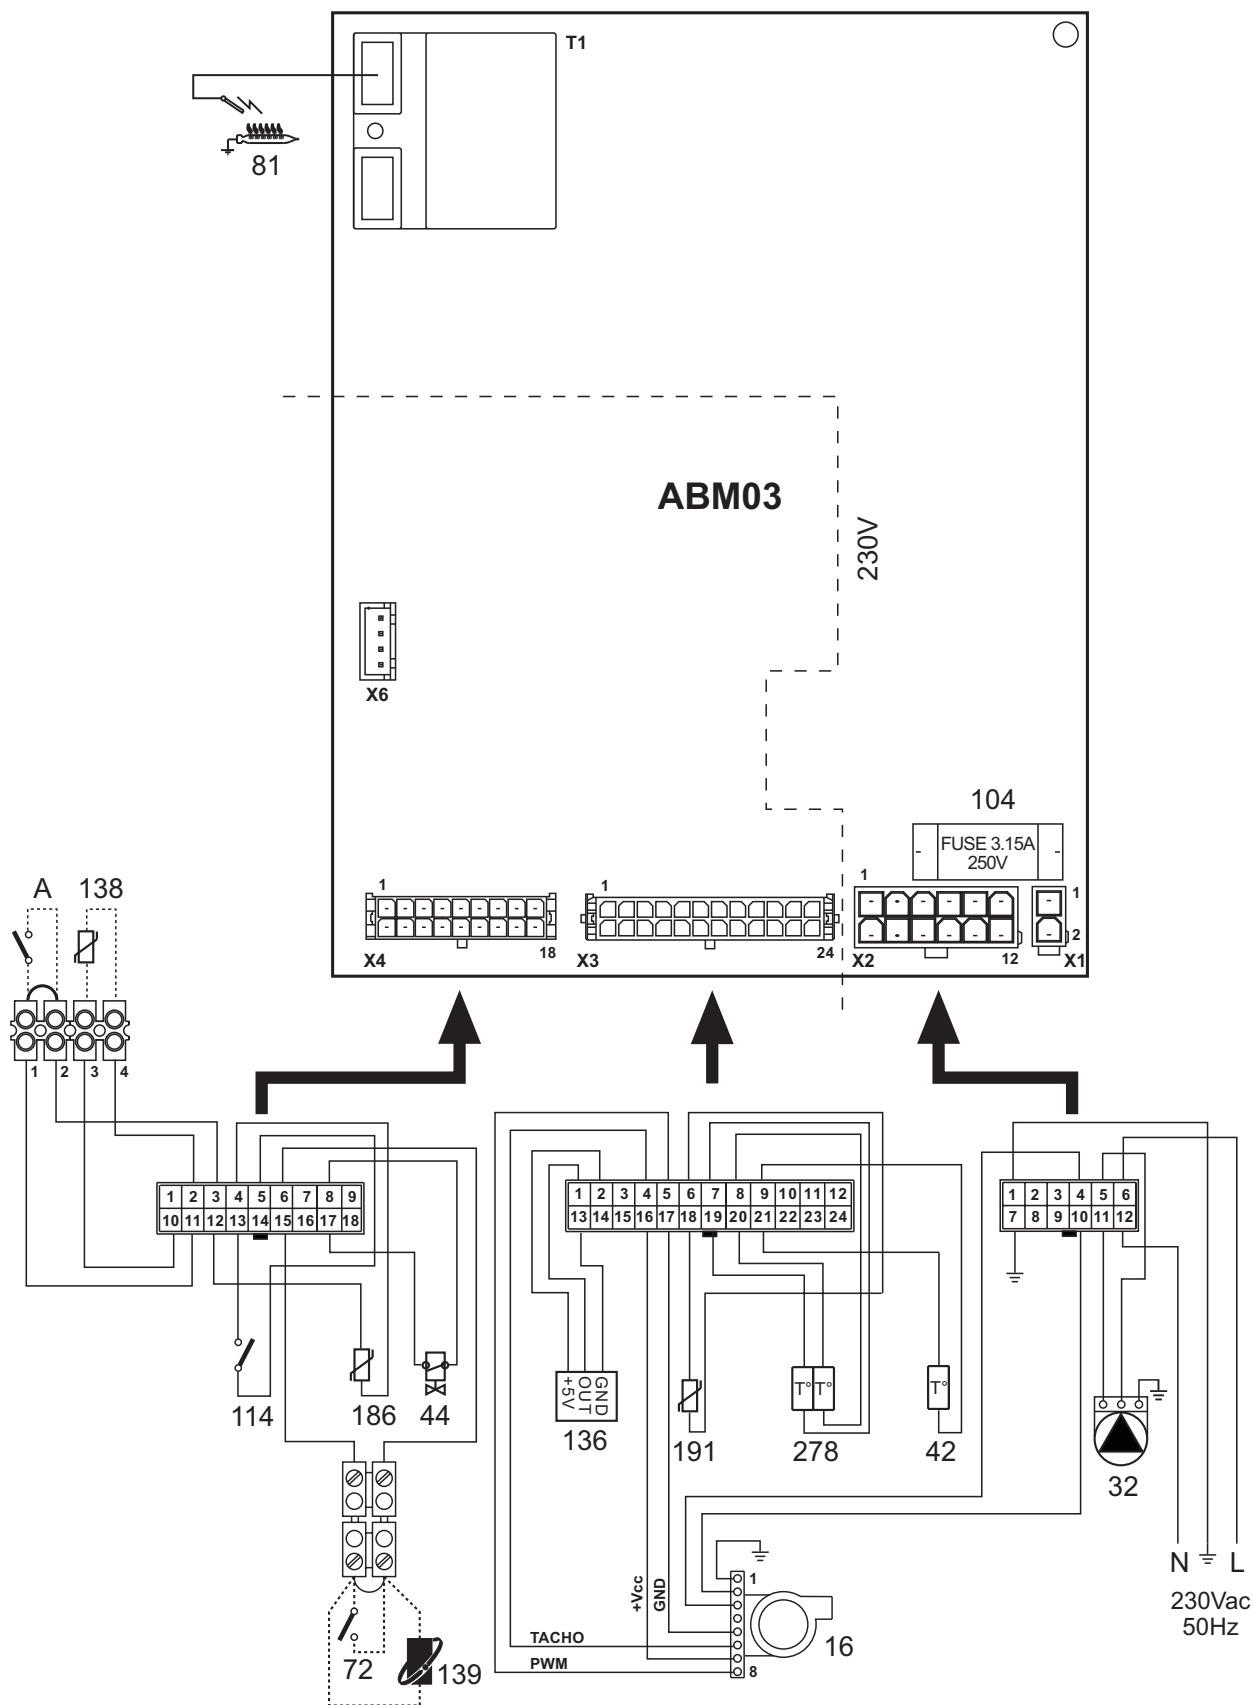 T1
81
ABM03
230V
X6
104
FUSE 3.15A
250V
1
18
X4
1
24
X3
1
12
X2
1
2
X1
A
138
1
2
3
4
1 2 3 4 5 6 7 8 9
10 11 12 13 14 15 16 17 18
1 2 3 4 5 6 7 8 9 10 11 12
13 14 15 16 17 18 19 20 21 22 23 24
1 2 3 4 5 6
7 8 9 10 11 12
114
186
44
GND
OUT
+5V
136
191
T° T°
278
T°
42
32
N L
230Vac
50Hz
72
139
+Vcc
GND
TACHO
PWM
1
8
16